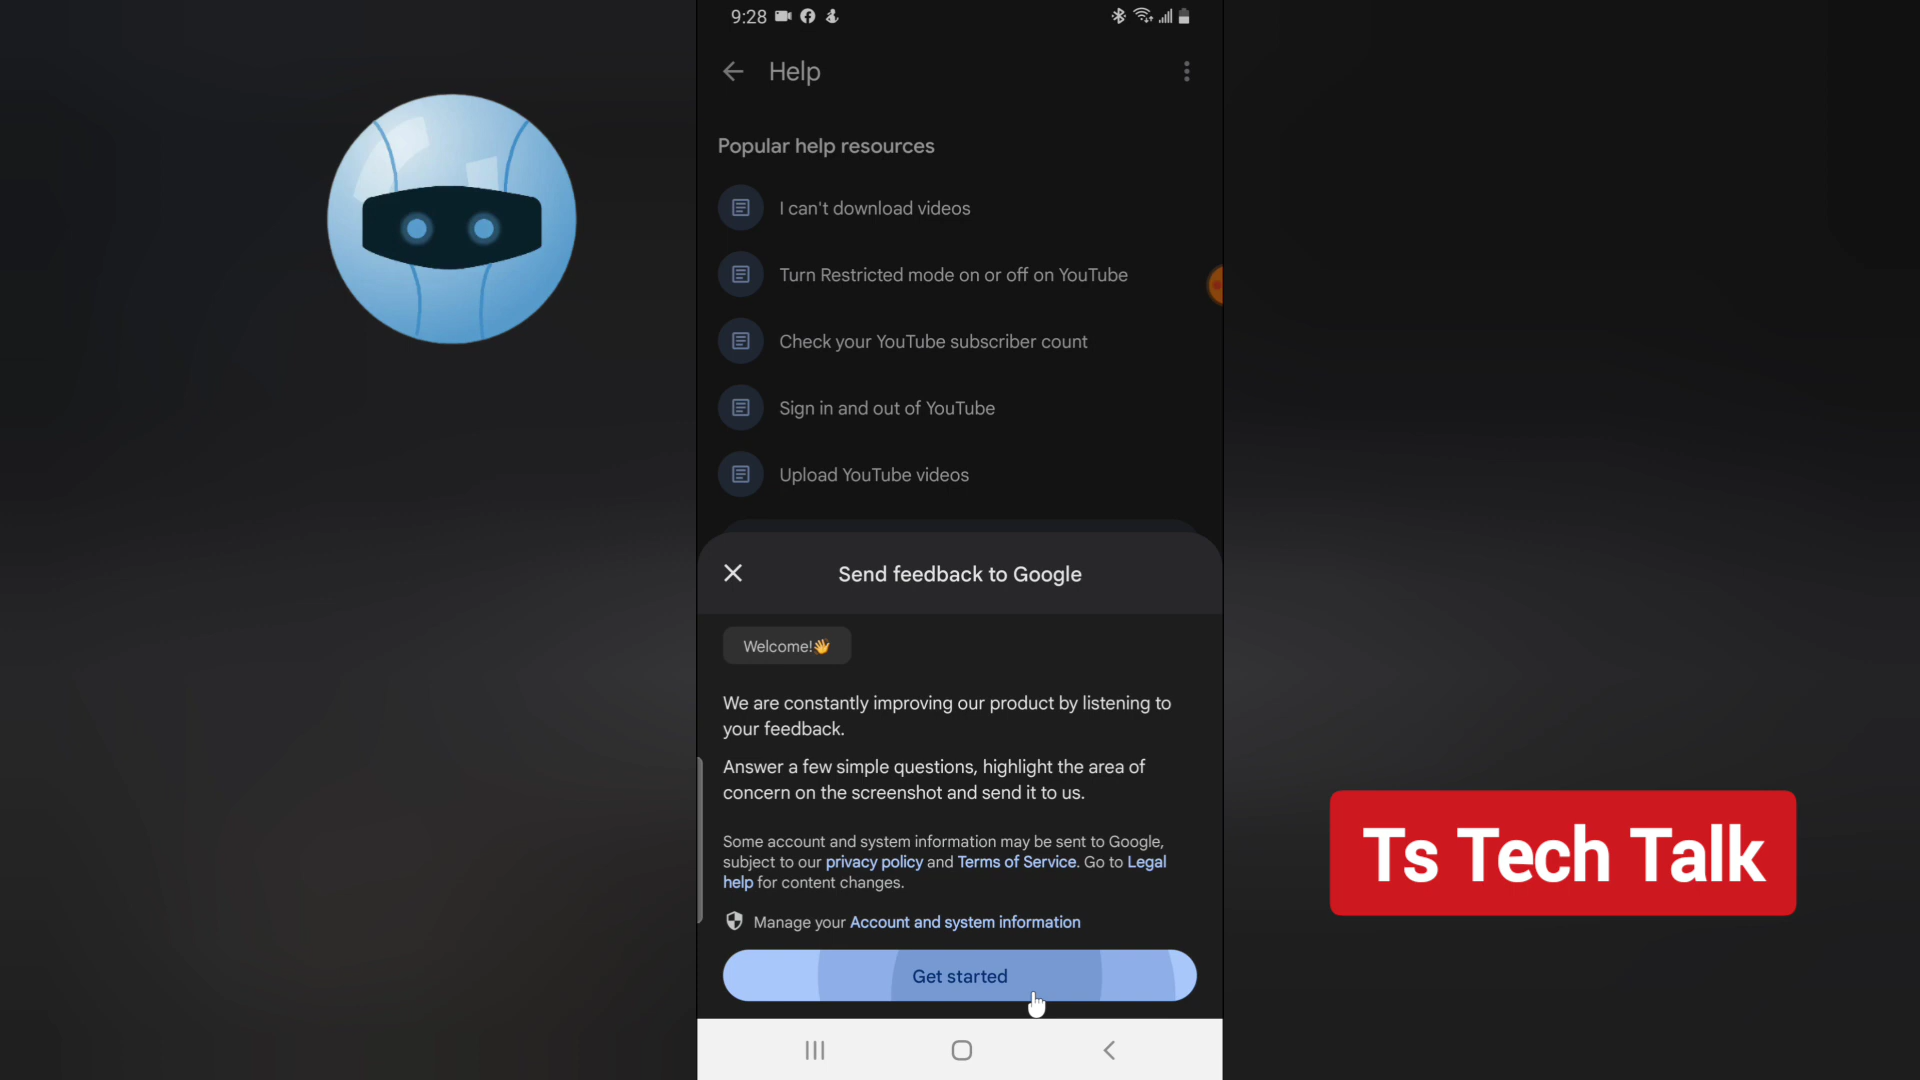 9:28
Help
Popular help resources
I can't download videos
Turn Restricted mode on or off on YouTube
Check your YouTube subscriber count
Sign in and out of YouTube
Upload YouTube videos
Send feedback to Google
Welcome!👋
We are constantly improving our product by listening to
your feedback.
Answer a few simple questions, highlight the area of
concern on the screenshot and send it to us.
Some account and system information may be sent to Google,
subject to our privacy policy and Terms of Service. Go to Legal
help for content changes.
Manage your Account and system information
Get started
Ts Tech Talk